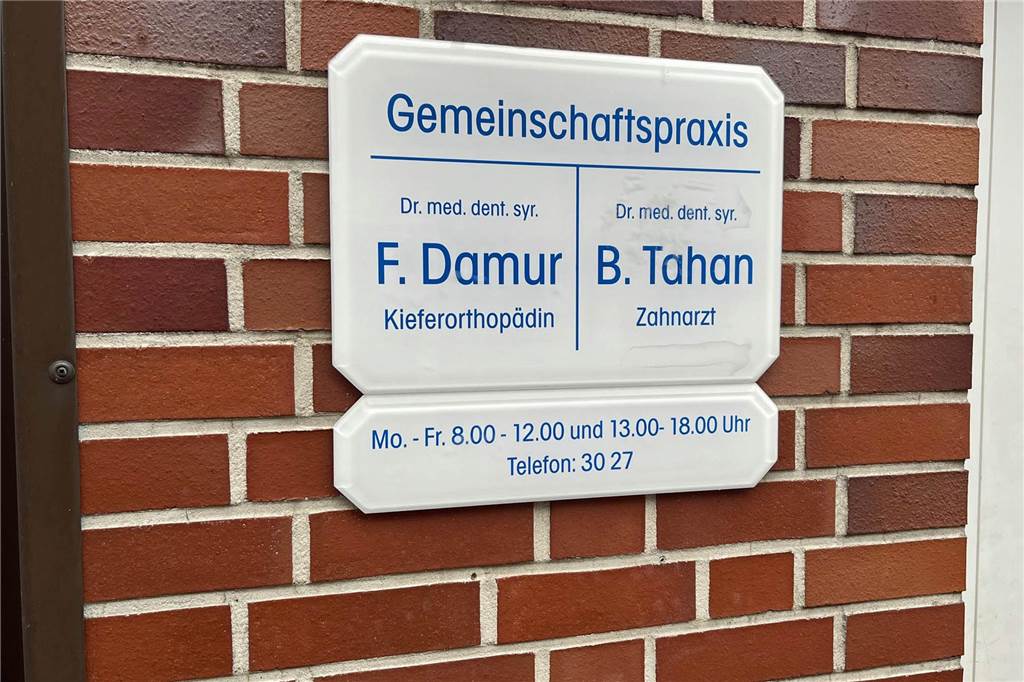 Gemeinschaftspraxis
Dr. med. dent. syr.
F. Damur
Kieferorthopädin
Dr. med. dent. syr.
B. Tahan
Zahnarzt
Mo. - Fr. 8.00 - 12.00 und 13.00- 18.00 Uhr
Telefon: 30 27